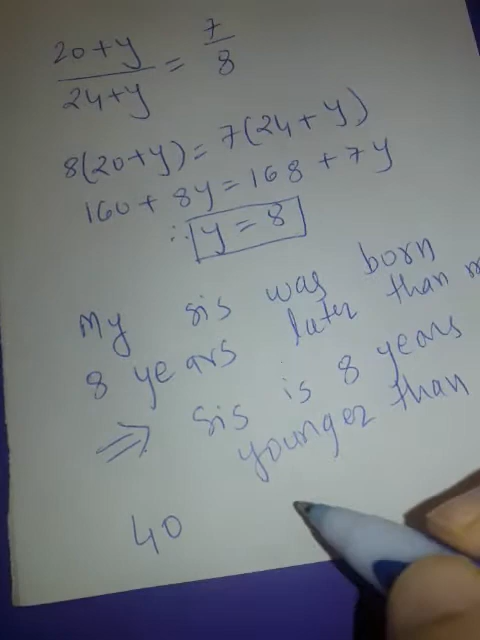 20+y / 24+y = 7/8
8(20+y) = 7(24+y)
160 + 8y = 168 + 7y
∴ y = 8
My sis was born
8 years later than
⇒ sis is 8 years
younger than
40